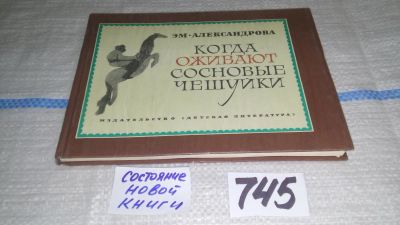 ЭМ·АЛЕКСАНДРОВА
КОГДА
ОЖИВАЮТ
СОСНОВЫЕ
ЧЕШУЙКИ
ИЗДАТЕЛЬСТВО «ДЕТСКАЯ ЛИТЕРАТУРА»
СОСТОЯНИЕ
НОВОЙ
КНИГИ
745